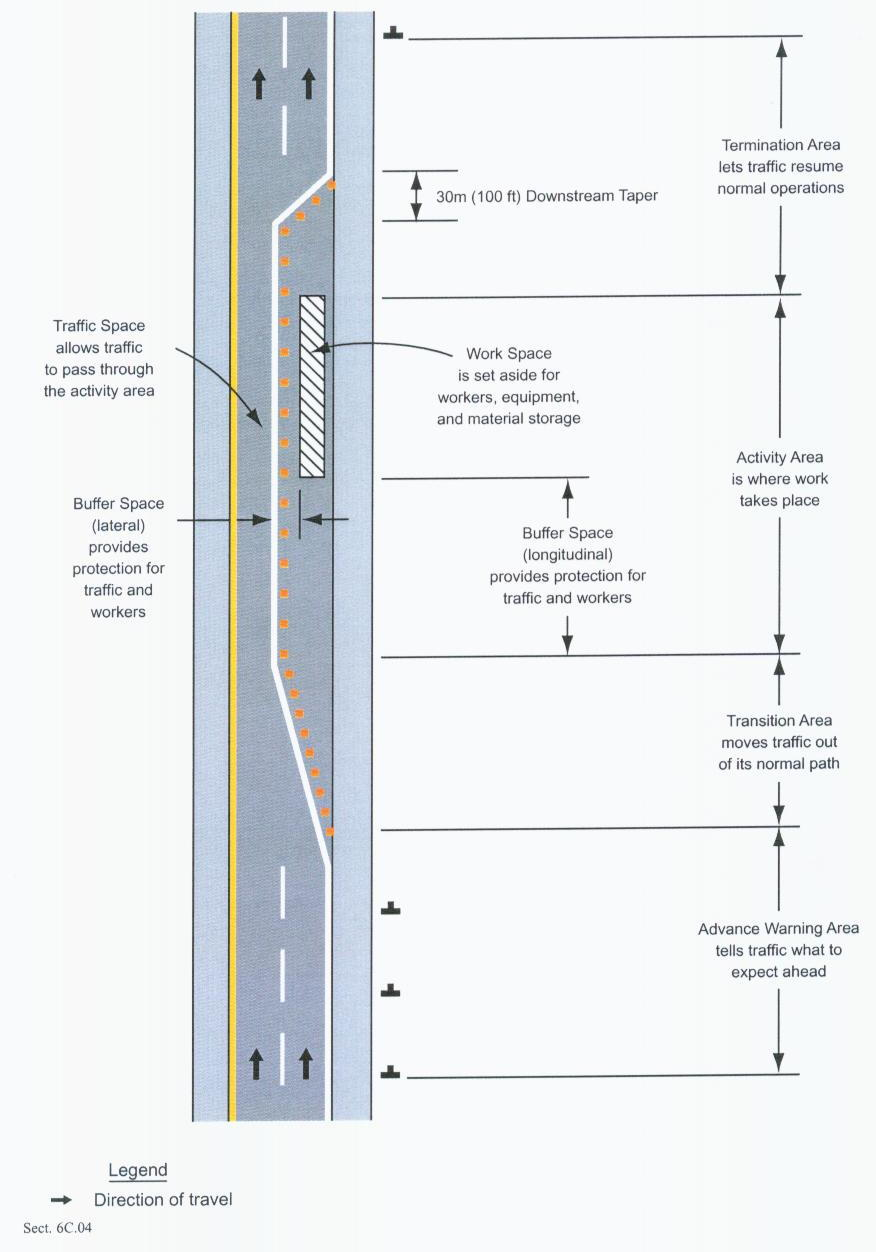 Termination Area
lets traffic resume
normal operations
30m (100 ft) Downstream Taper
Traffic Space
allows traffic
to pass through
the activity area
Work Space
is set aside for
workers, equipment,
and material storage
Activity Area
is where work
takes place
Buffer Space
(lateral)
provides
protection for
traffic and
workers
Buffer Space
(longitudinal)
provides protection for
traffic and workers
Transition Area
moves traffic out
of its normal path
Advance Warning Area
tells traffic what to
expect ahead
Legend
Direction of travel
Sect. 6C.04